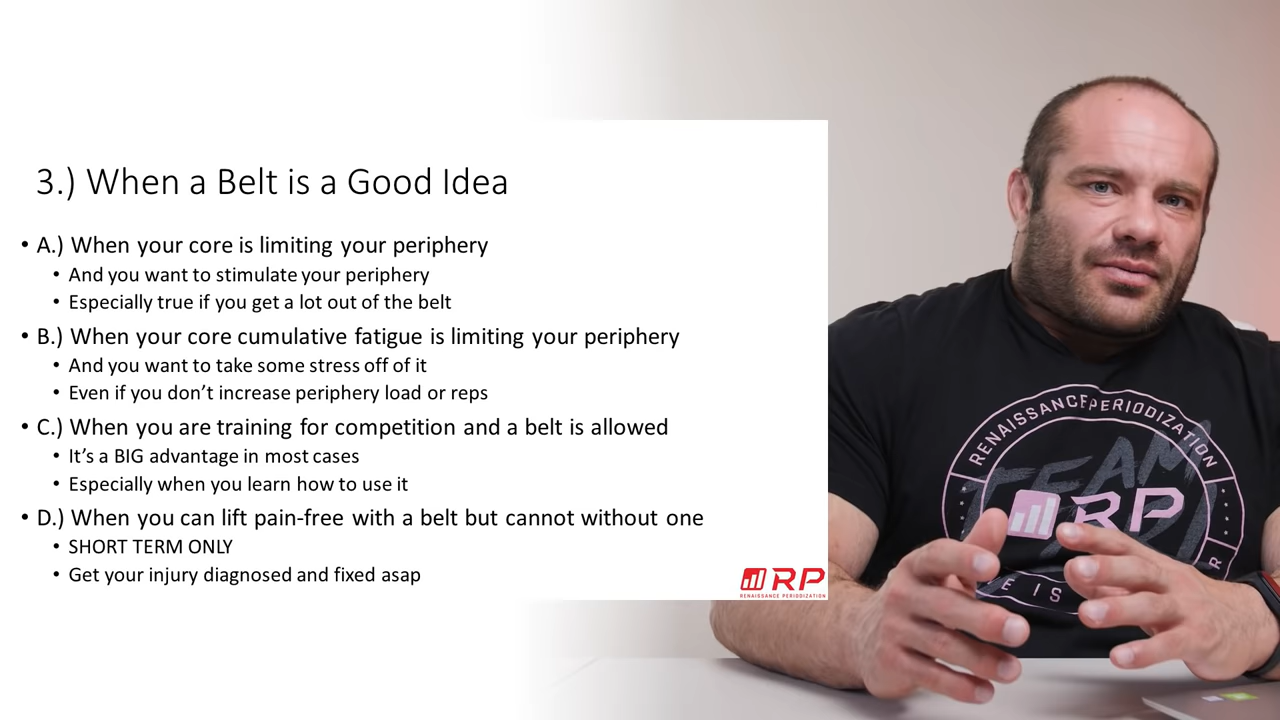 3.) When a Belt is a Good Idea
• A.) When your core is limiting your periphery
• And you want to stimulate your periphery
• Especially true if you get a lot out of the belt
• B.) When your core cumulative fatigue is limiting your periphery
• And you want to take some stress off of it
• Even if you don’t increase periphery load or reps
• C.) When you are training for competition and a belt is allowed
• It’s a BIG advantage in most cases
• Especially when you learn how to use it
• D.) When you can lift pain-free with a belt but cannot without one
• SHORT TERM ONLY
• Get your injury diagnosed and fixed asap
RP
RENAISSANCE PERIODIZATION
RENAISSANCE PERIODIZATION
TEAM
RP
IS